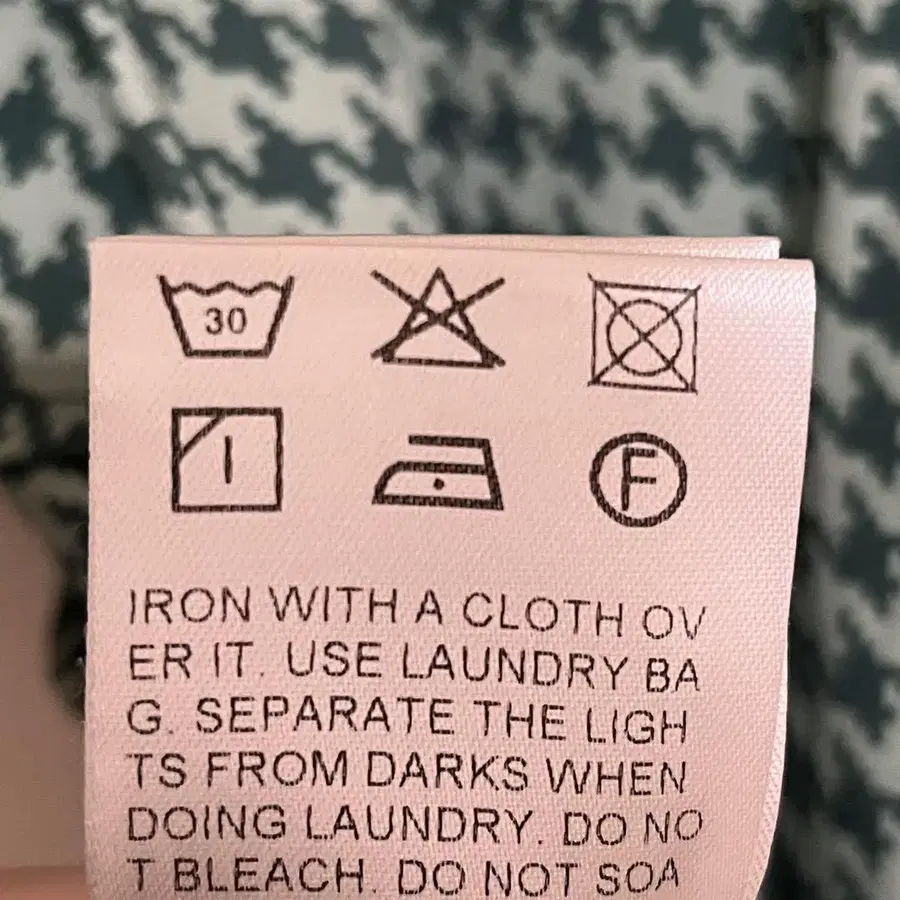 30
F
IRON WITH A CLOTH OV
ER IT. USE LAUNDRY BA
G. SEPARATE THE LIGH
TS FROM DARKS WHEN
DOING LAUNDRY. DO NO
T BLEACH. DO NOT SOA